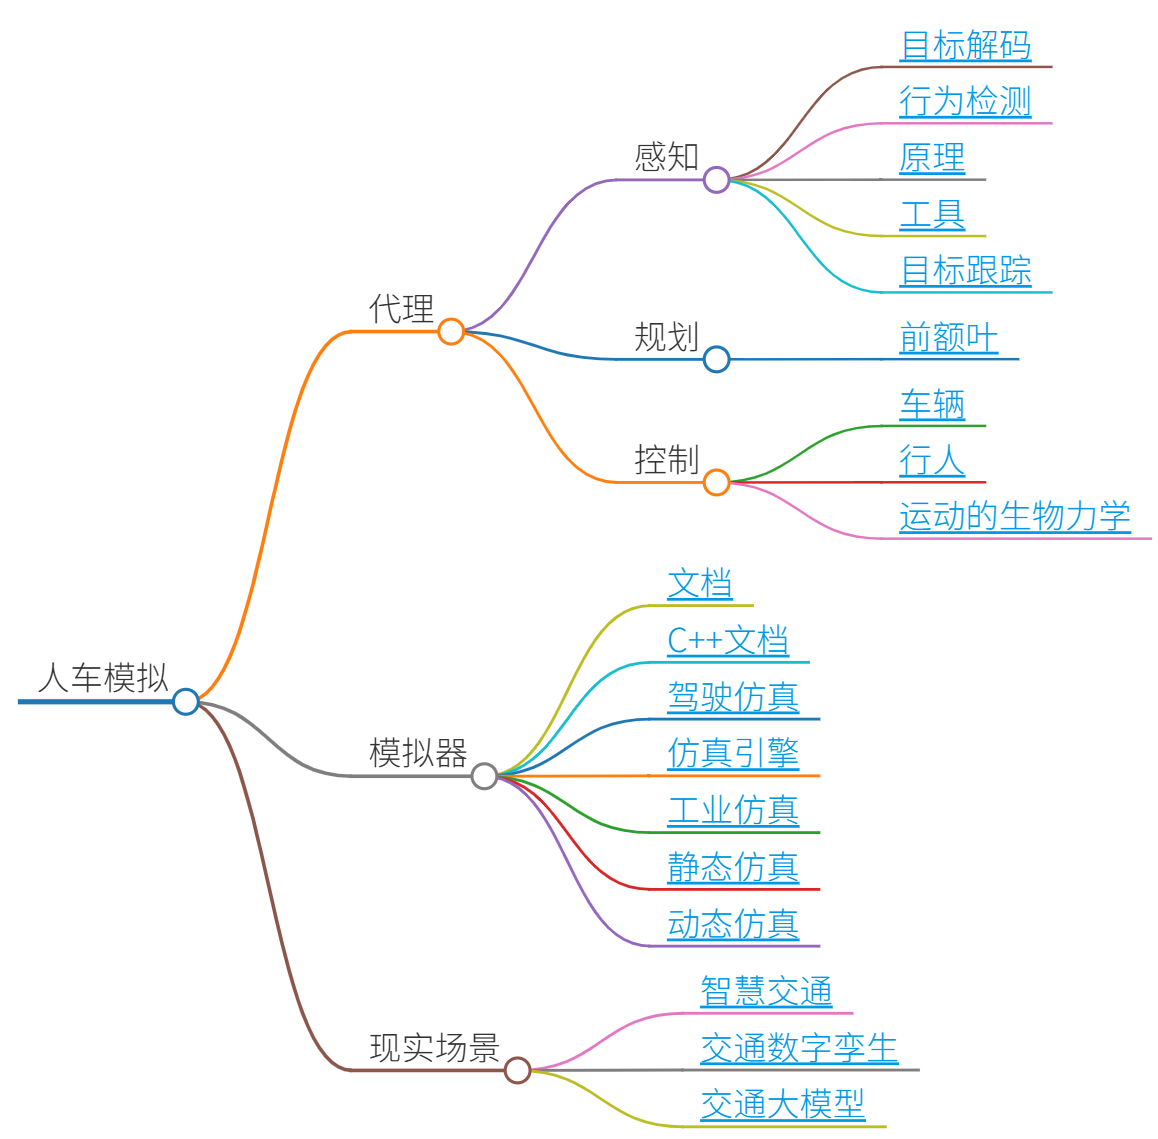 目标解码
行为检测
感知
原理
工具
目标跟踪
代理
规划
前额叶
车辆
控制
行人
运动的生物力学
文档
C++文档
人车模拟
驾驶仿真
模拟器
仿真引擎
工业仿真
静态仿真
动态仿真
智慧交通
现实场景
交通数字孪生
交通大模型